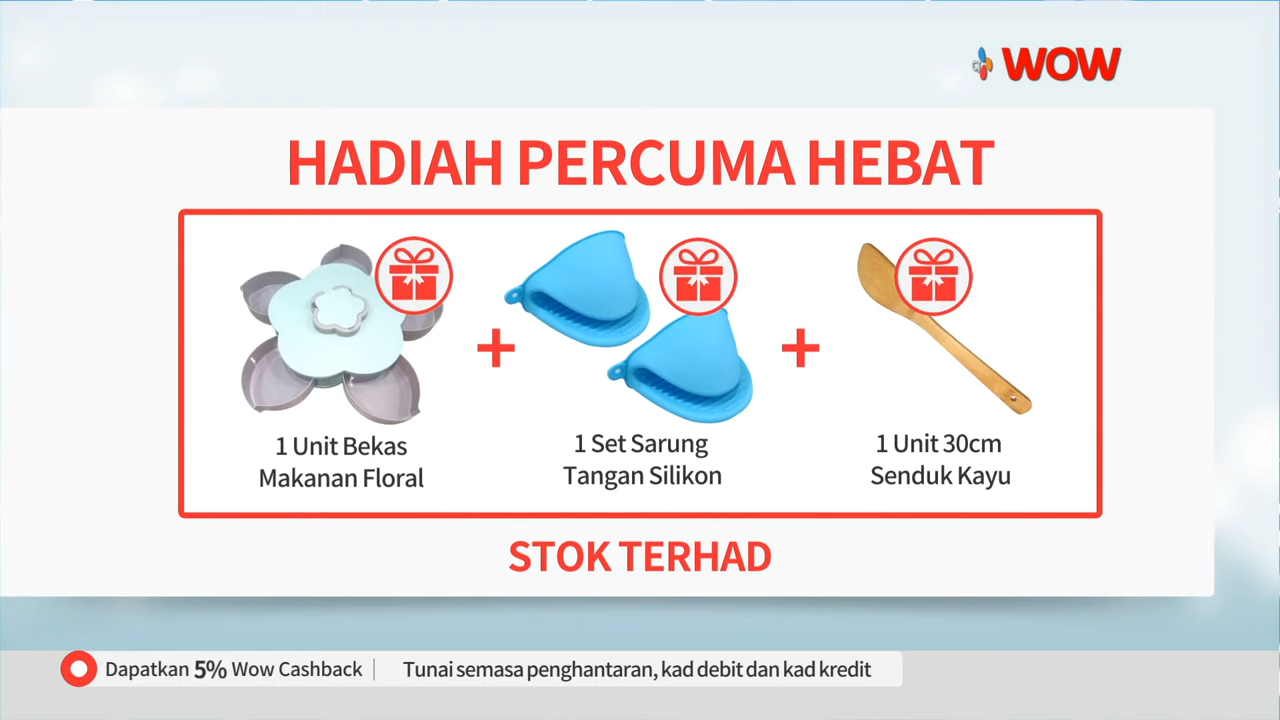 CJ WOW
HADIAH PERCUMA HEBAT
1 Unit Bekas
Makanan Floral
+
1 Set Sarung
Tangan Silikon
+
1 Unit 30cm
Senduk Kayu
STOK TERHAD
Dapatkan 5% Wow Cashback | Tunai semasa penghantaran, kad debit dan kad kredit